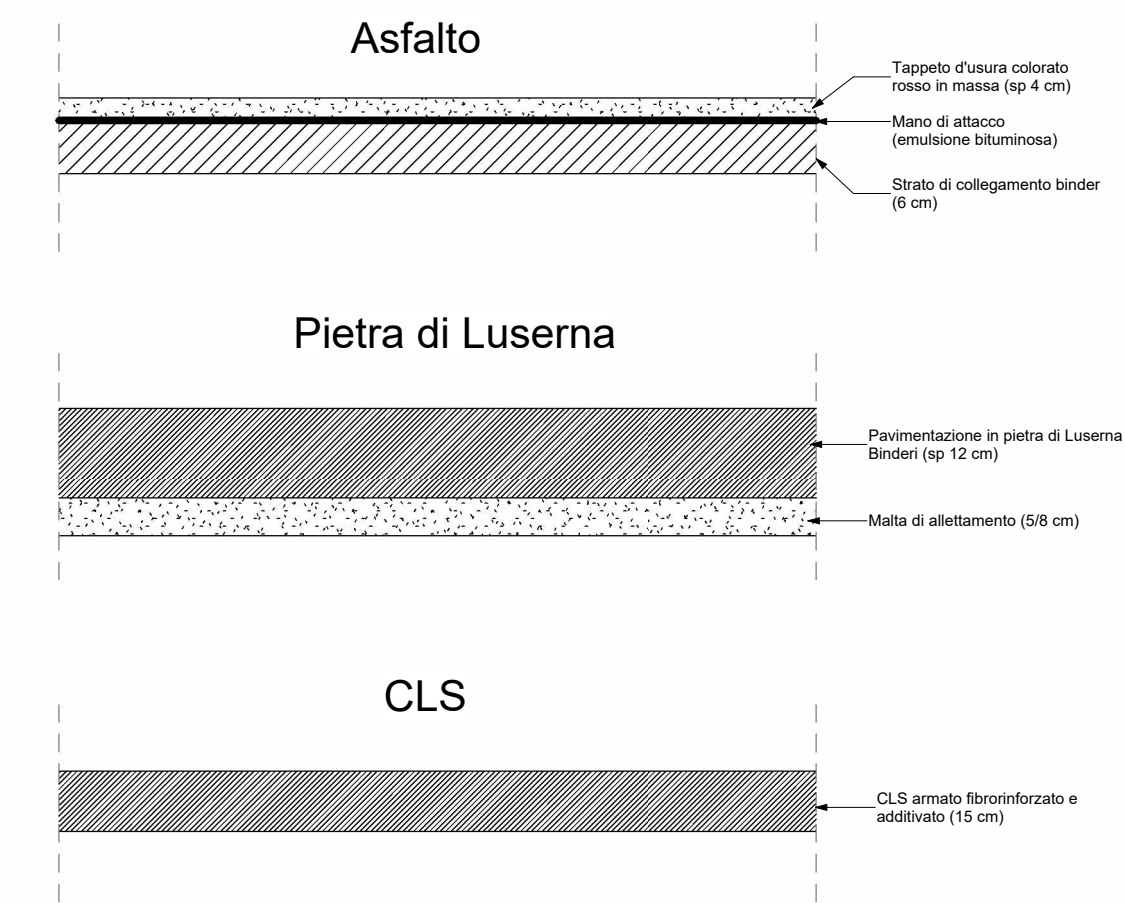 Asfalto
Tappeto d'usura colorato
rosso in massa (sp 4 cm)
Mano di attacco
(emulsione bituminosa)
Strato di collegamento binder
(6 cm)
Pietra di Luserna
Pavimentazione in pietra di Luserna
Binderi (sp 12 cm)
Malta di allettamento (5/8 cm)
CLS
CLS armato fibrorinforzato e
additivato (15 cm)